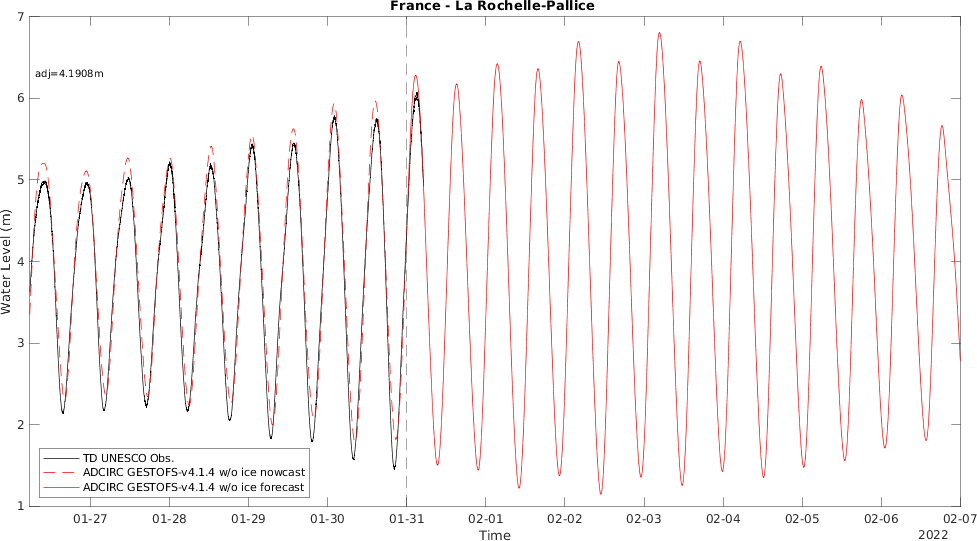 France - La Rochelle-Pallice
adj=4.1908m
Water Level (m)
7
6
5
4
3
2
1
TD UNESCO Obs.
ADCIRC GESTOFS-v4.1.4 w/o ice nowcast
ADCIRC GESTOFS-v4.1.4 w/o ice forecast
01-27 01-28 01-29 01-30 01-31 02-01 02-02 02-03 02-04 02-05 02-06 02-07
Time
2022